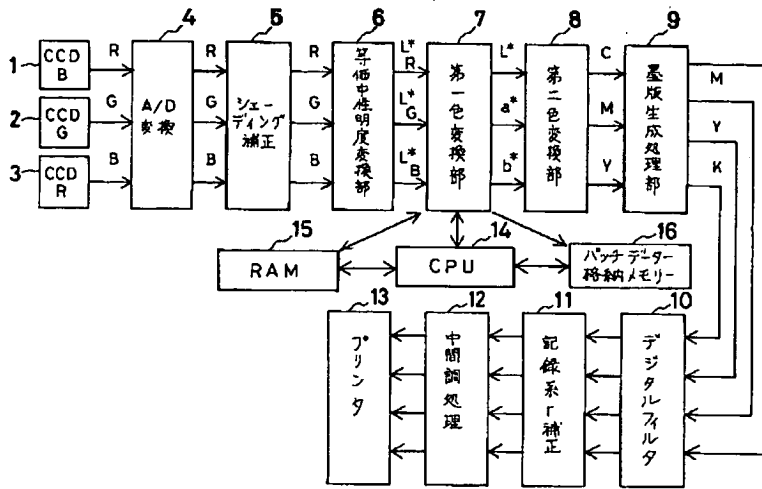 4
5
6
7
8
9
1
CCD
B
R
A/D
変換
R
シェー
ディング
補正
R
等価中性明度変換部
L*
R
第一色変換部
L*
第二色変換部
C
墨版生成処理部
M
2
CCD
G
G
G
G
L*
G
a*
M
Y
3
CCD
R
B
B
B
L*
B
b*
Y
K
15
RAM
14
CPU
16
パッチデーター
格納メモリー
13
プリンタ
12
中間調処理
11
記録系γ補正
10
デジタルフィルタ